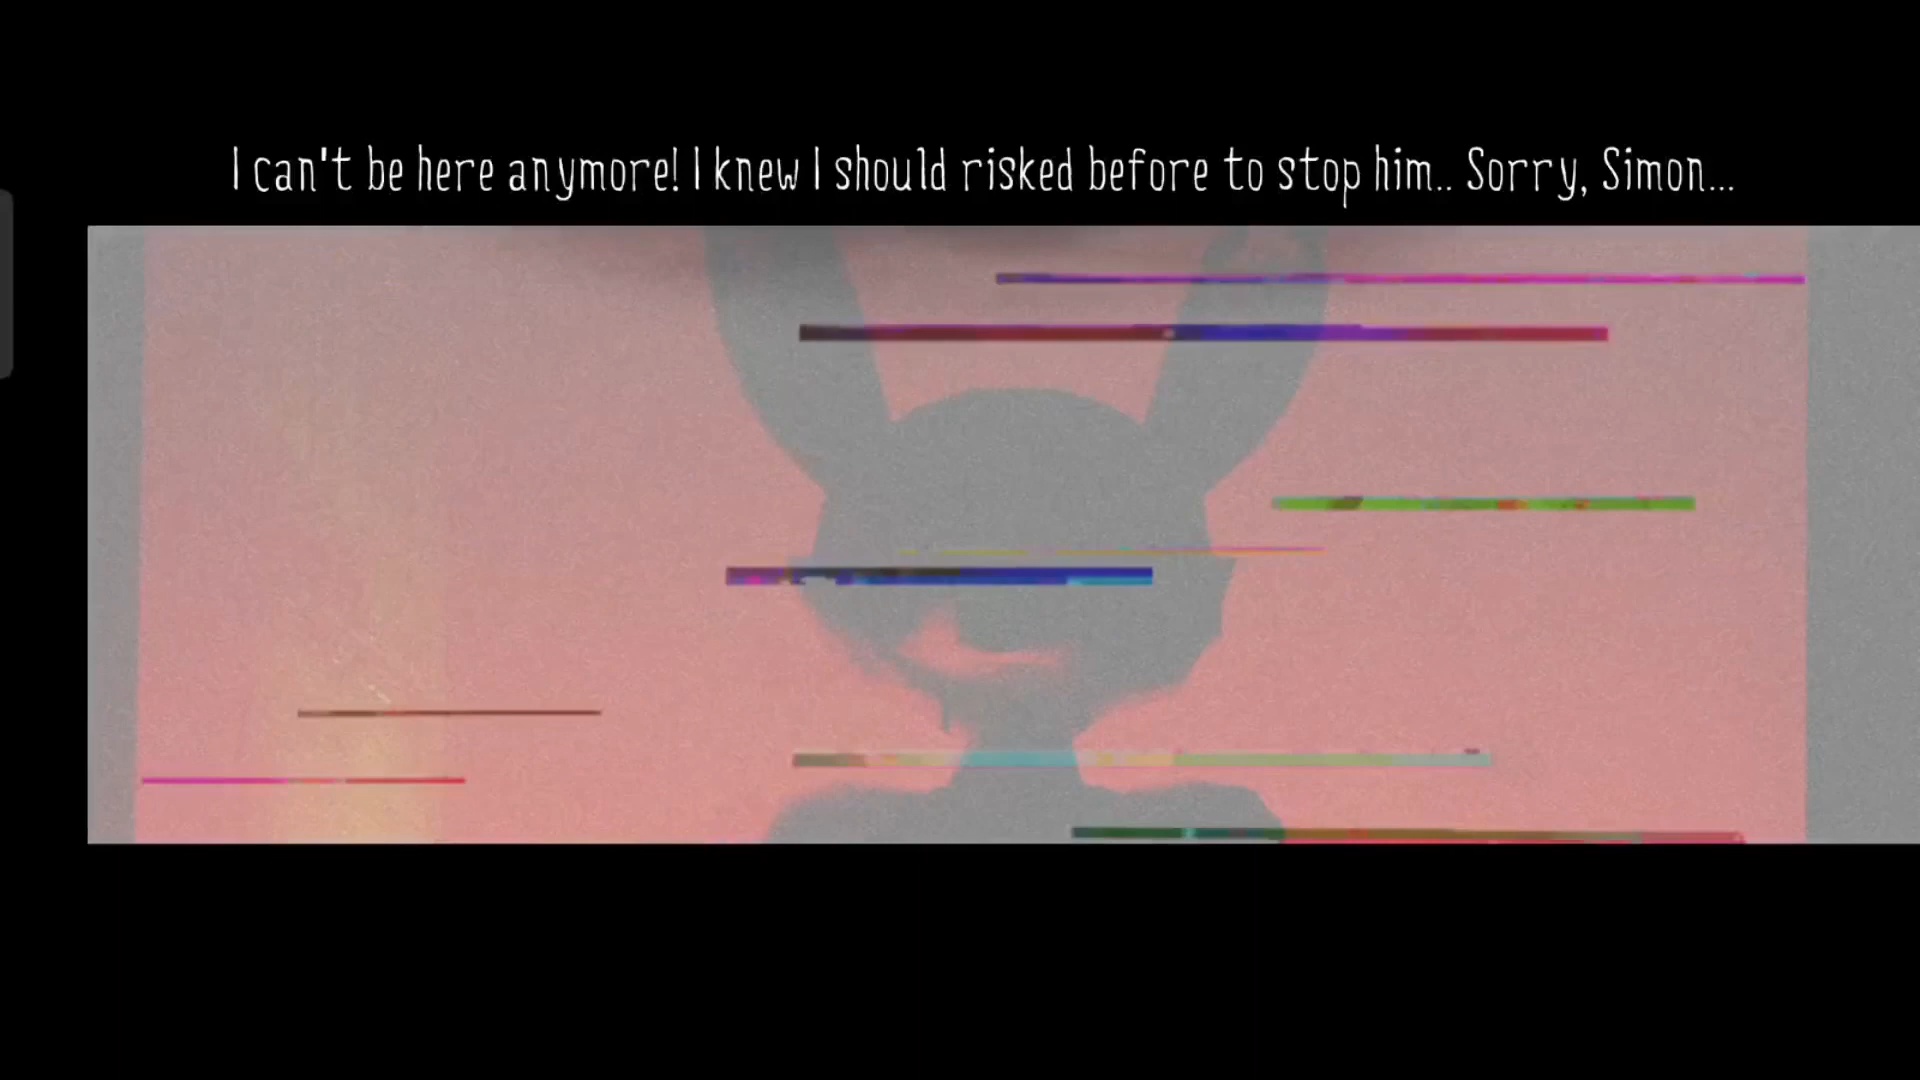 I can't be here anymore! I knew I should risked before to stop him.. Sorry, Simon...